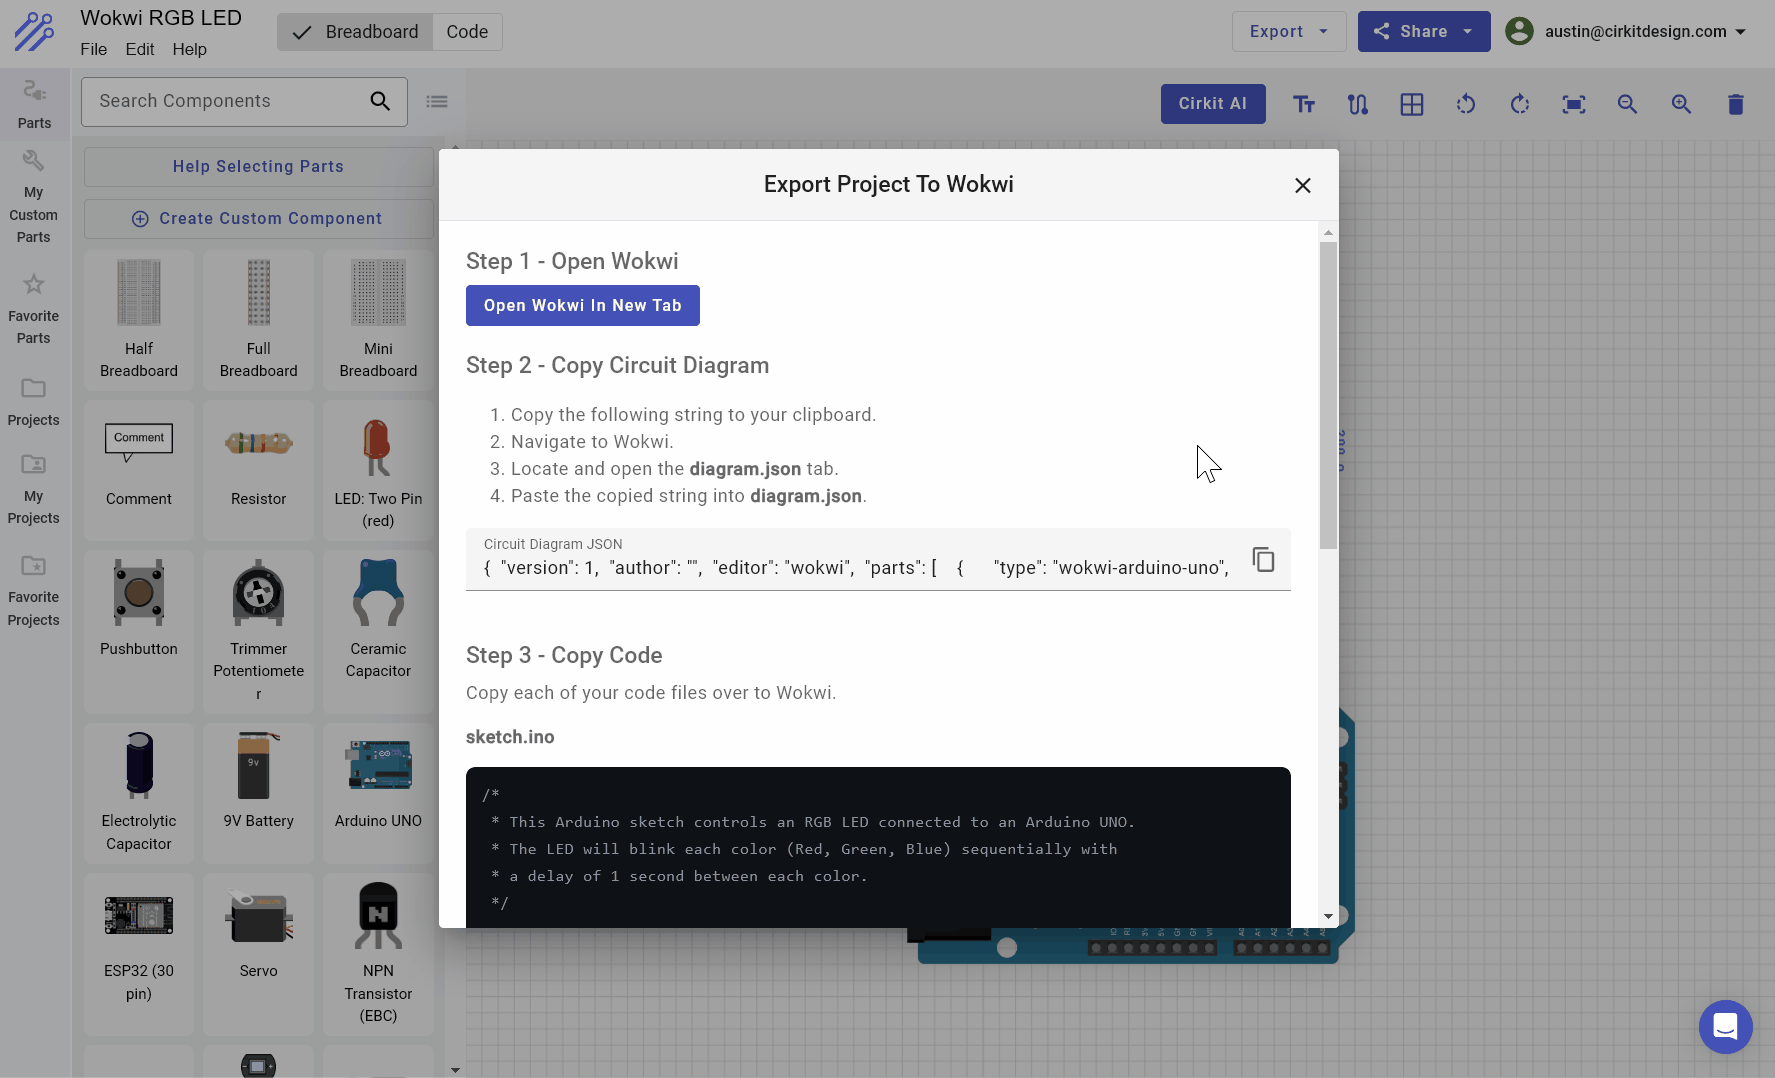 Wokwi RGB LED
File Edit Help
Breadboard Code
Export Share austin@cirkitdesign.com
Search Components
Cirkit AI
Parts
My
Custom
Parts
Favorite
Parts
Projects
My
Projects
Favorite
Projects
Help Selecting Parts
Create Custom Component
Half
Breadboard
Full
Breadboard
Mini
Breadboard
Comment
Comment
Resistor
LED: Two Pin
(red)
Pushbutton
Trimmer
Potentiomete
r
Ceramic
Capacitor
Electrolytic
Capacitor
9v
9V Battery
Arduino UNO
ESP32 (30
pin)
Servo
NPN
Transistor
(EBC)
Export Project To Wokwi
Step 1 - Open Wokwi
Open Wokwi In New Tab
Step 2 - Copy Circuit Diagram
1. Copy the following string to your clipboard.
2. Navigate to Wokwi.
3. Locate and open the diagram.json tab.
4. Paste the copied string into diagram.json.
Circuit Diagram JSON
{ "version": 1, "author": "", "editor": "wokwi", "parts": [ { "type": "wokwi-arduino-uno",
Step 3 - Copy Code
Copy each of your code files over to Wokwi.
sketch.ino
/*
* This Arduino sketch controls an RGB LED connected to an Arduino UNO.
* The LED will blink each color (Red, Green, Blue) sequentially with
* a delay of 1 second between each color.
*/